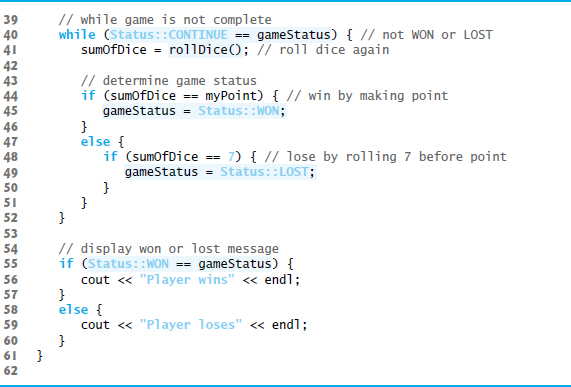 39 // while game is not complete
40 while (Status::CONTINUE == gameStatus) { // not WON or LOST
41 sumOfDice = rollDice(); // roll dice again
42
43 // determine game status
44 if (sumOfDice == myPoint) { // win by making point
45 gameStatus = Status::WON;
46 }
47 else {
48 if (sumOfDice == 7) { // lose by rolling 7 before point
49 gameStatus = Status::LOST;
50 }
51 }
52 }
53
54 // display won or lost message
55 if (Status::WON == gameStatus) {
56 cout << "Player wins" << endl;
57 }
58 else {
59 cout << "Player loses" << endl;
60 }
61 }
62